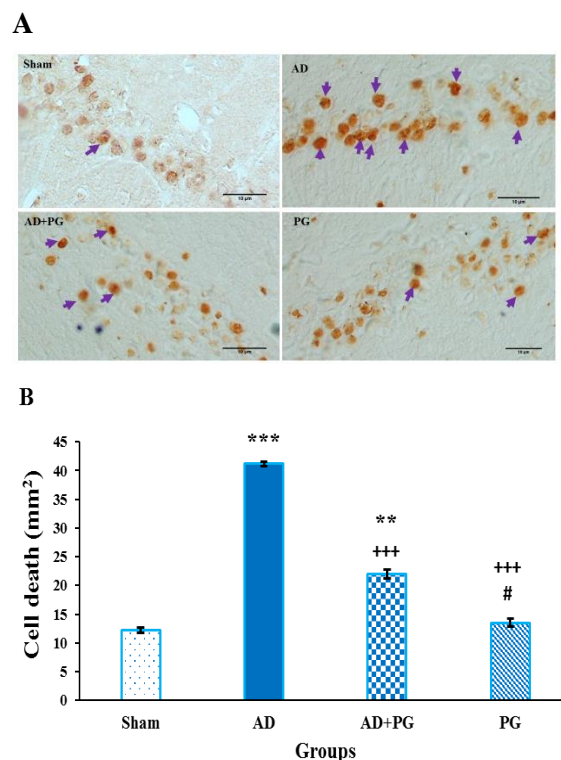 A
Sham
AD
10 μm
10 μm
AD+PG
PG
10 μm
10 μm
B
Cell death (mm²)
45
40
35
30
25
20
15
10
5
0
***
**
+++
+++
#
Sham AD AD+PG PG
Groups